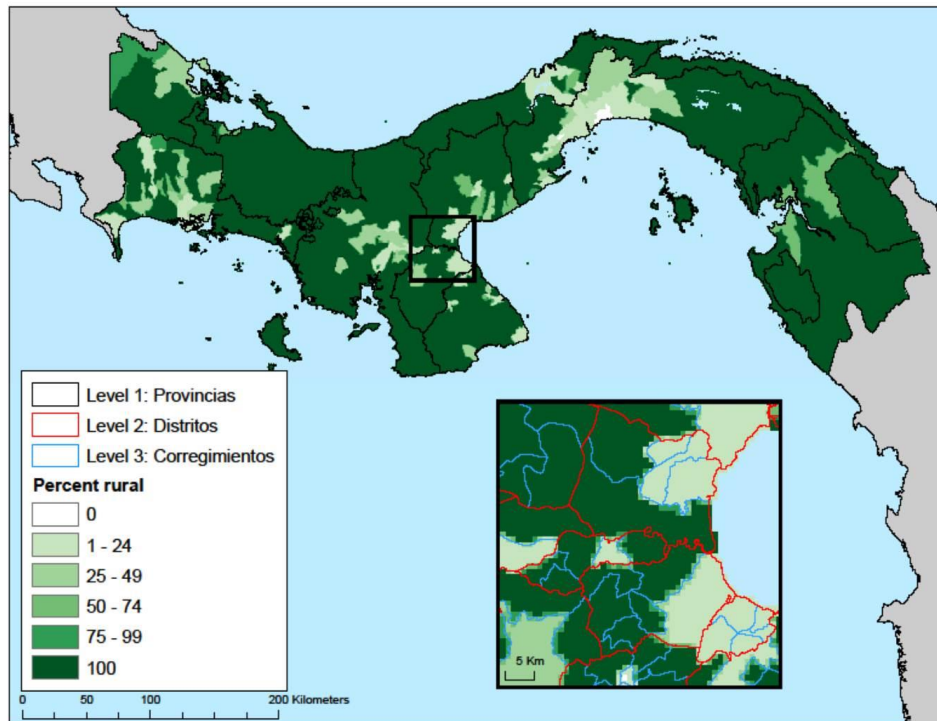 Level 1: Provincias
Level 2: Distritos
Level 3: Corregimientos
Percent rural
0
1 - 24
25 - 49
50 - 74
75 - 99
100
0 50 100 200 Kilometers
5 Km